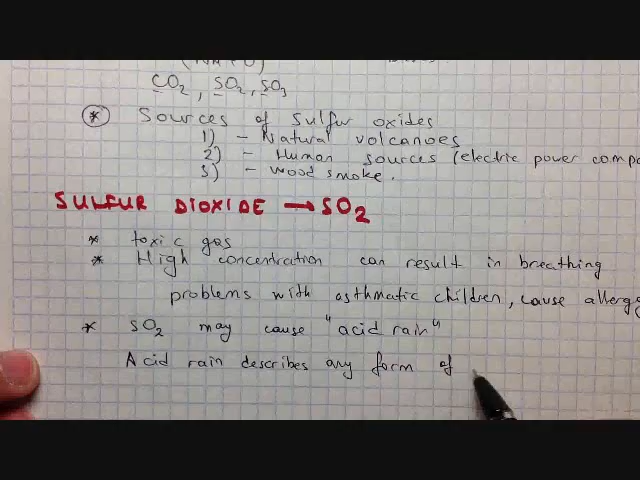 CO2, SO2, SO3
* Sources of sulfur oxides
1) - Natural volcanoes
2) - Human sources (electric power compa
3) - wood smoke.
SULFUR DIOXIDE → SO2
* toxic gas
* High concentration can result in breathing
problems with asthmatic children, cause allergy
* SO2 may cause "acid rain"
Acid rain describes any form of